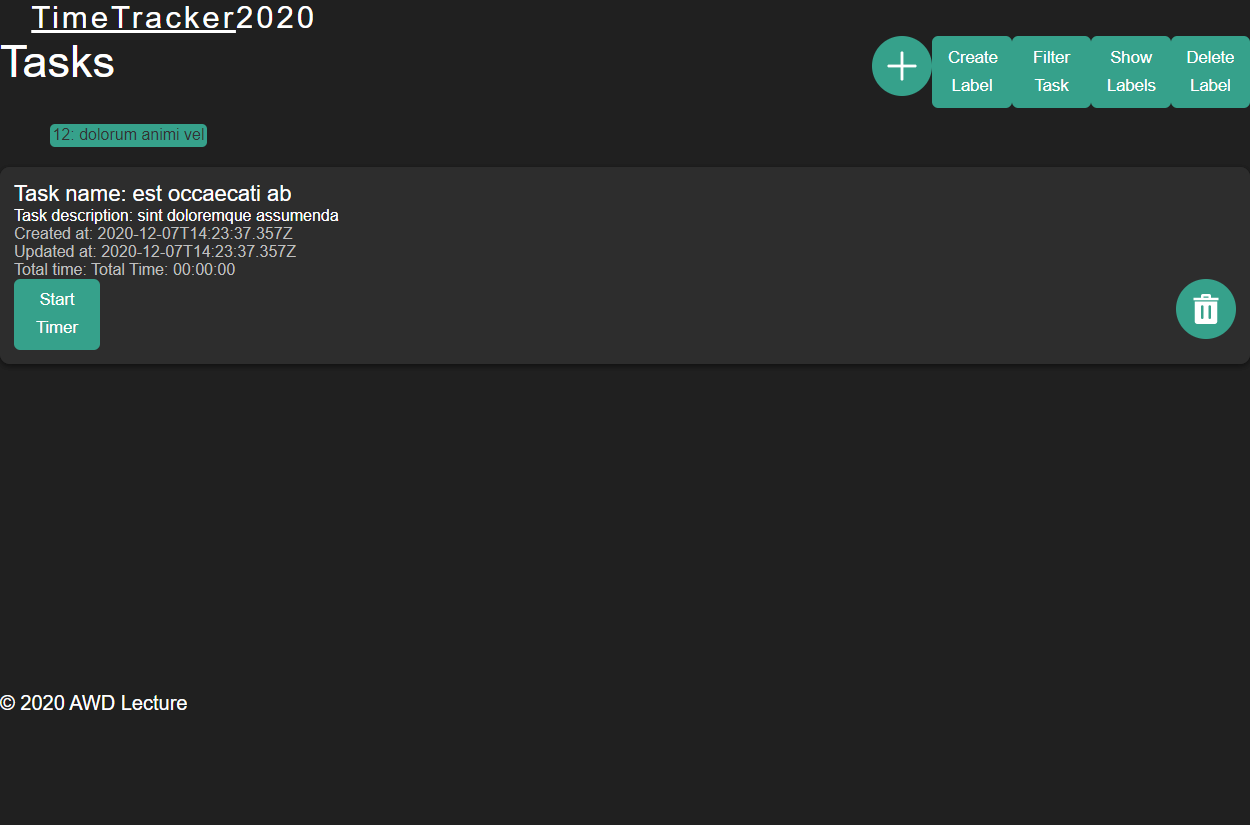 TimeTracker2020
Tasks
Create
Label
Filter
Task
Show
Labels
Delete
Label
12: dolorum animi vel
Task name: est occaecati ab
Task description: sint doloremque assumenda
Created at: 2020-12-07T14:23:37.357Z
Updated at: 2020-12-07T14:23:37.357Z
Total time: Total Time: 00:00:00
Start
Timer
© 2020 AWD Lecture